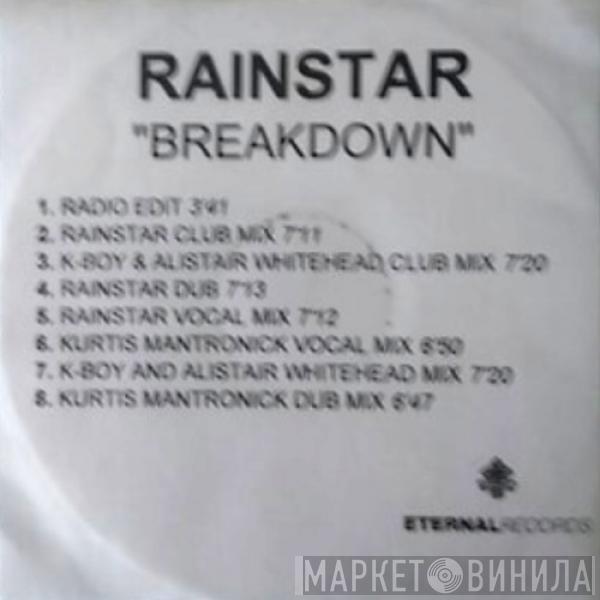 RAINSTAR
"BREAKDOWN"
1. RADIO EDIT 3'41
2. RAINSTAR CLUB MIX 7'11
3. K-BOY & ALISTAIR WHITEHEAD CLUB MIX 7'20
4. RAINSTAR DUB 7'13
5. RAINSTAR VOCAL MIX 7'12
6. KURTIS MANTRONICK VOCAL MIX 6'50
7. K-BOY AND ALISTAIR WHITEHEAD MIX 7'20
8. KURTIS MANTRONICK DUB MIX 6'47
ETERNALRECORDS
МАРКЕТ ВИНИЛА